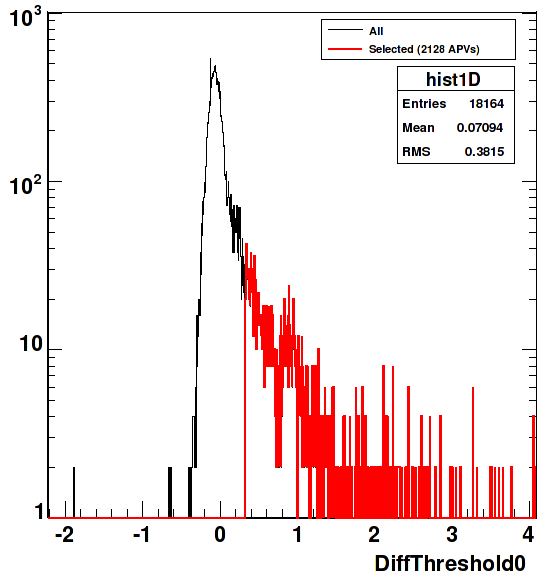 10³
All
Selected (2128 APVs)
hist1D
Entries 18164
Mean 0.07094
RMS 0.3815
10²
10
1
-2 -1 0 1 2 3 4
DiffThreshold0